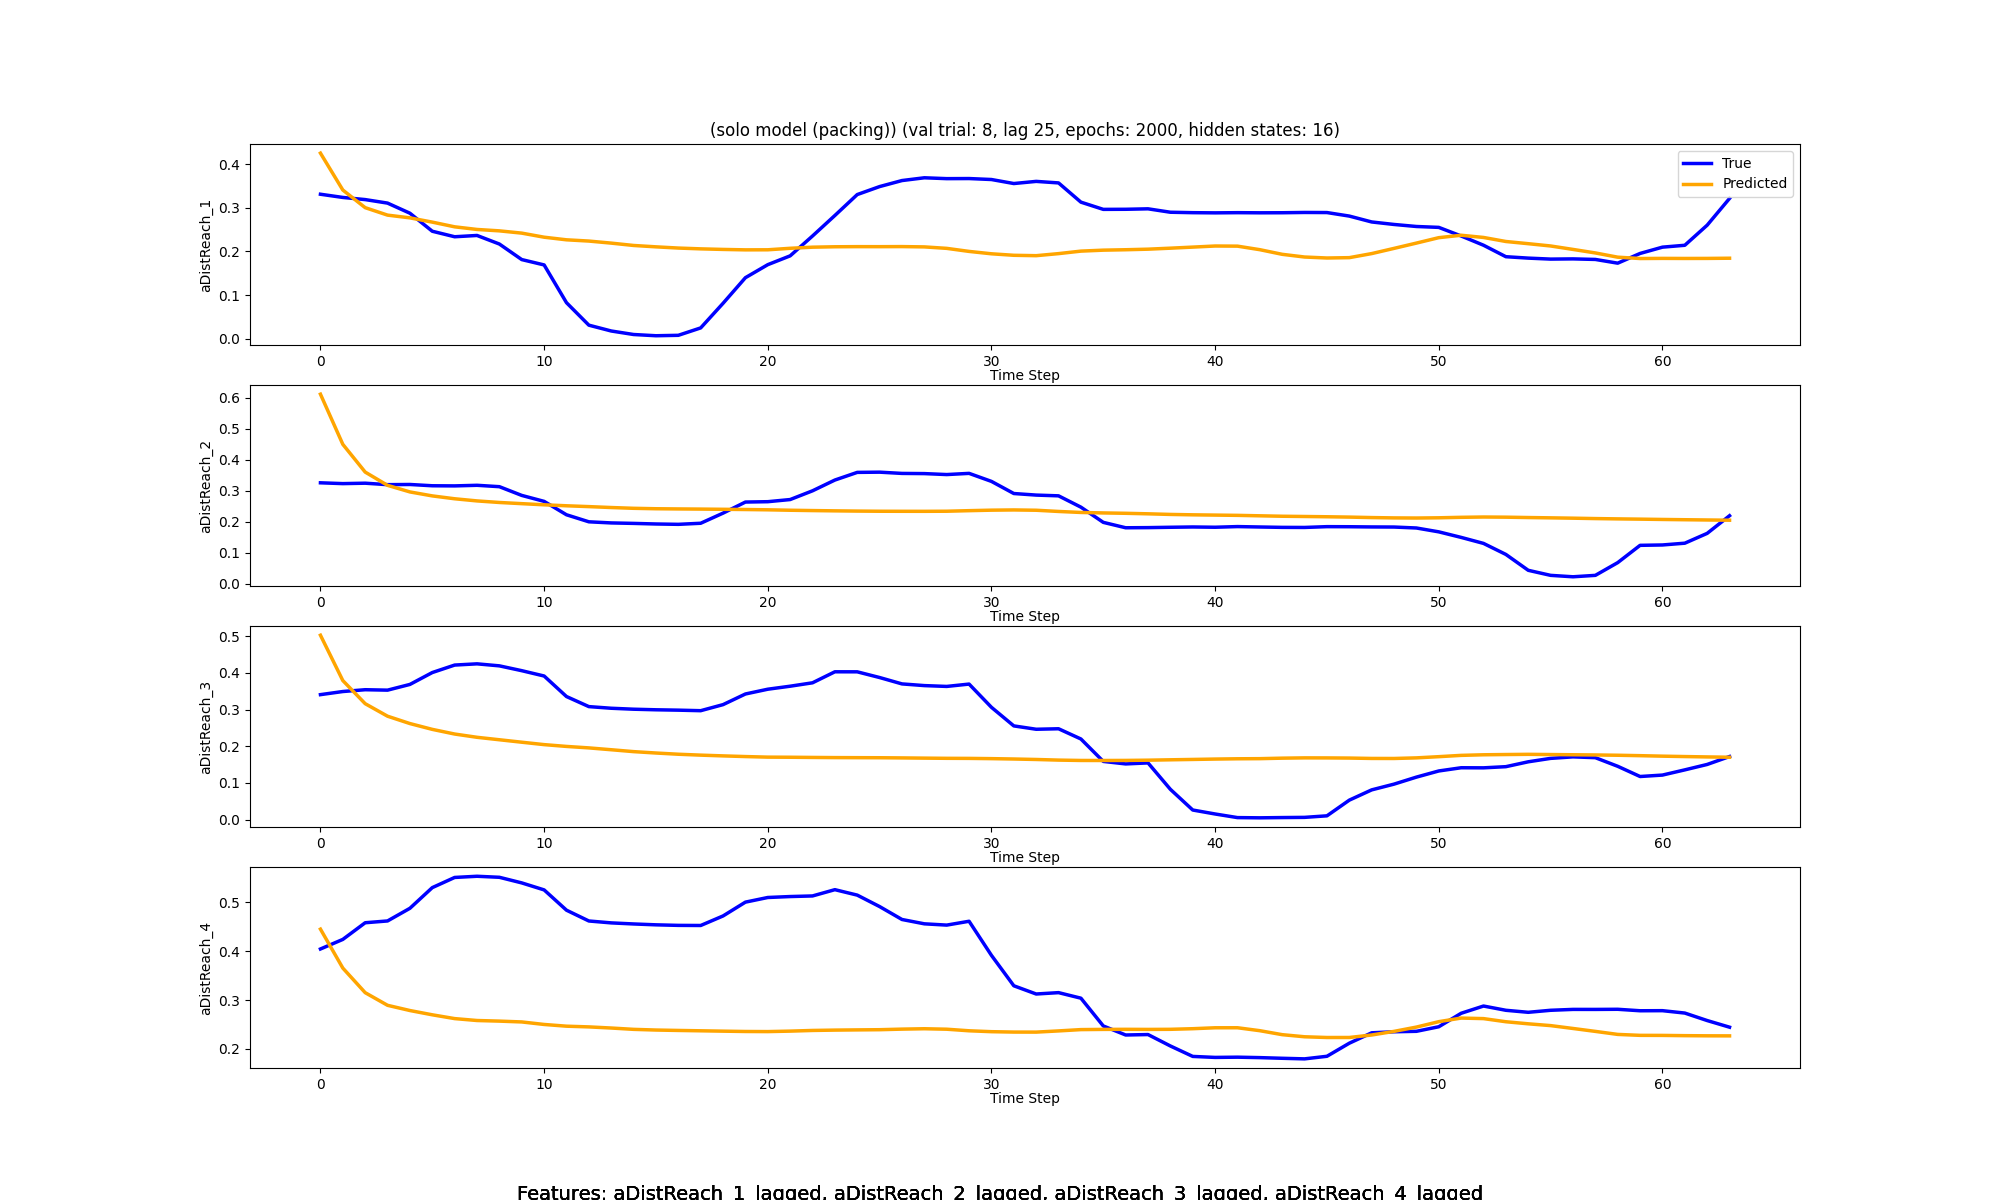 (solo model (packing)) (val trial: 8, lag 25, epochs: 2000, hidden states: 16)
True
Predicted
aDistReach_1
0.4
0.3
0.2
0.1
0.0
0 10 20 30 40 50 60
Time Step
aDistReach_2
0.6
0.5
0.4
0.3
0.2
0.1
0.0
0 10 20 30 40 50 60
Time Step
aDistReach_3
0.5
0.4
0.3
0.2
0.1
0.0
0 10 20 30 40 50 60
Time Step
aDistReach_4
0.5
0.4
0.3
0.2
0 10 20 30 40 50 60
Time Step
Features: aDistReach_1_lagged, aDistReach_2_lagged, aDistReach_3_lagged, aDistReach_4_lagged